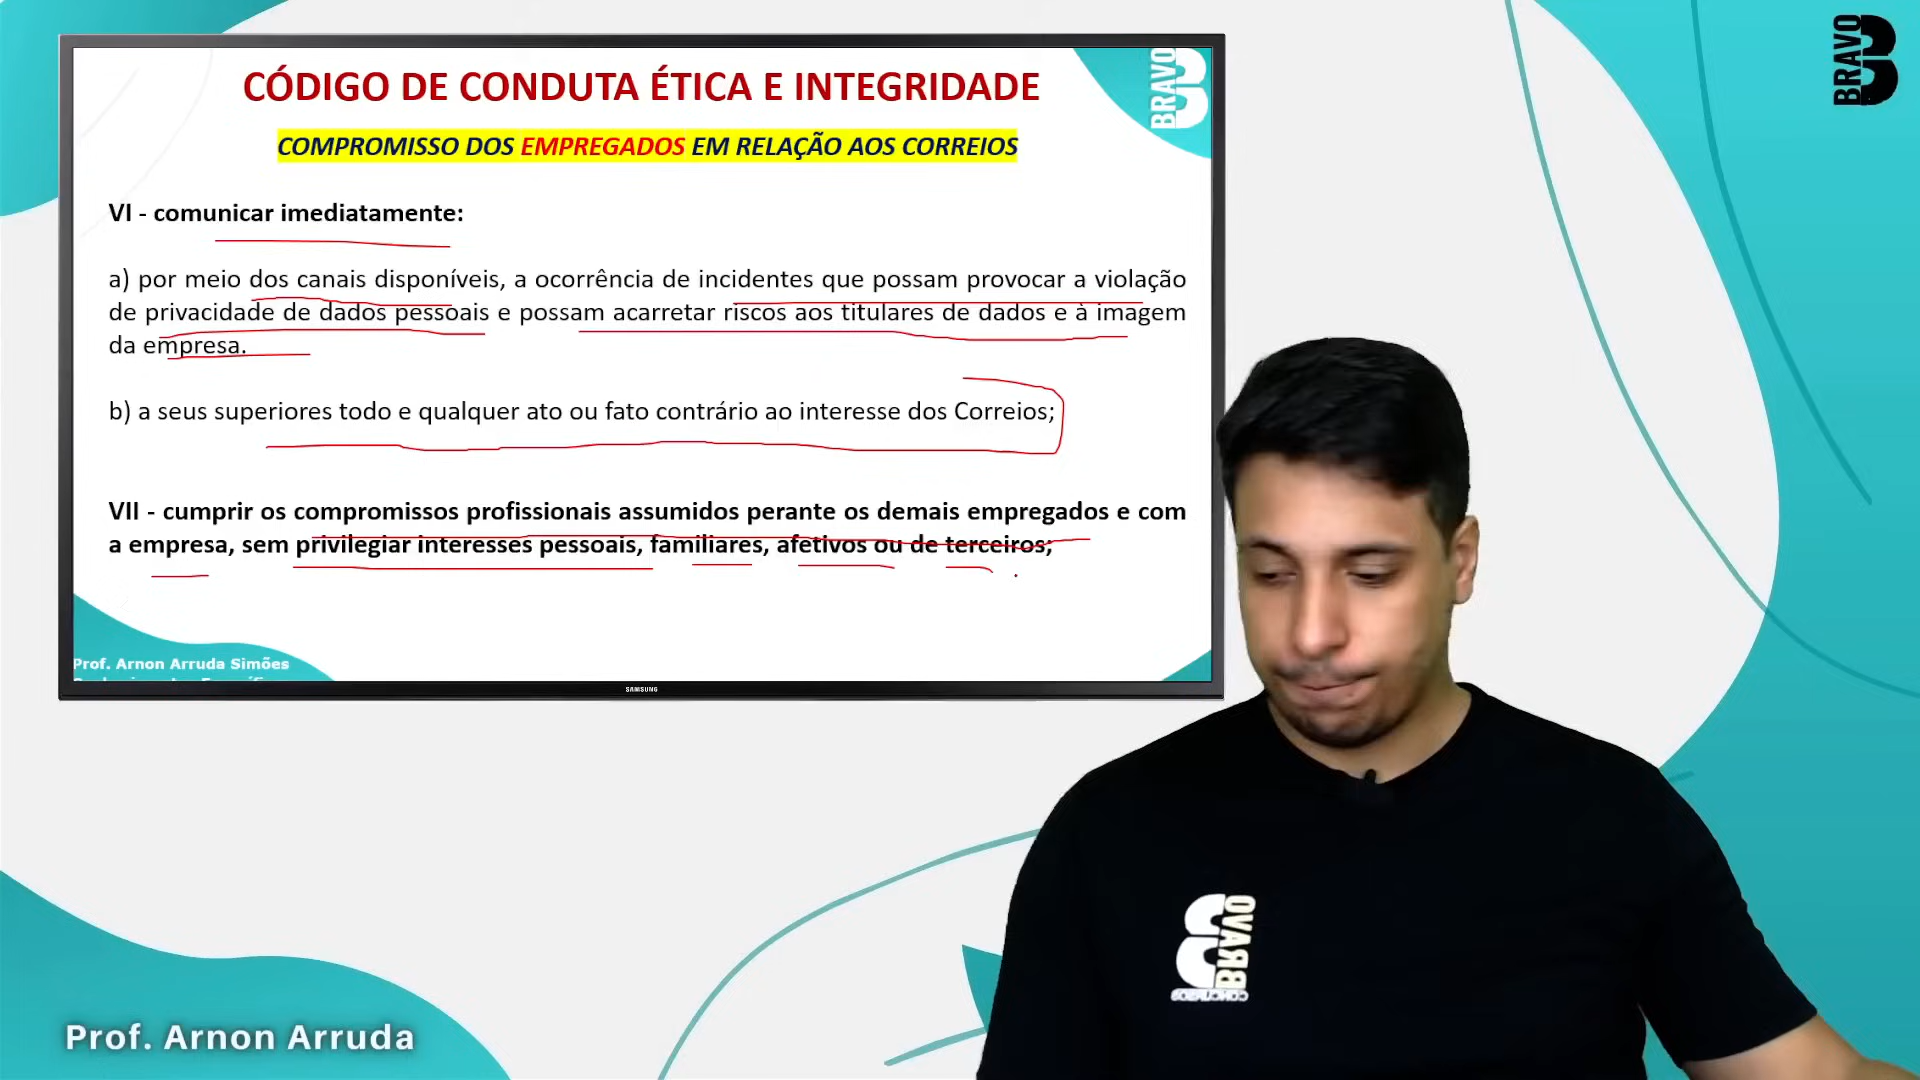 CÓDIGO DE CONDUTA ÉTICA E INTEGRIDADE
COMPROMISSO DOS EMPREGADOS EM RELAÇÃO AOS CORREIOS
VI - comunicar imediatamente:
a) por meio dos canais disponíveis, a ocorrência de incidentes que possam provocar a violação
de privacidade de dados pessoais e possam acarretar riscos aos titulares de dados e à imagem
da empresa.
b) a seus superiores todo e qualquer ato ou fato contrário ao interesse dos Correios;
VII - cumprir os compromissos profissionais assumidos perante os demais empregados e com
a empresa, sem privilegiar interesses pessoais, familiares, afetivos ou de terceiros;
Prof. Arnon Arruda Simões
SAMSUNG
BRAVO
BRAVO
BRAVO
CONCURSOS
Prof. Arnon Arruda